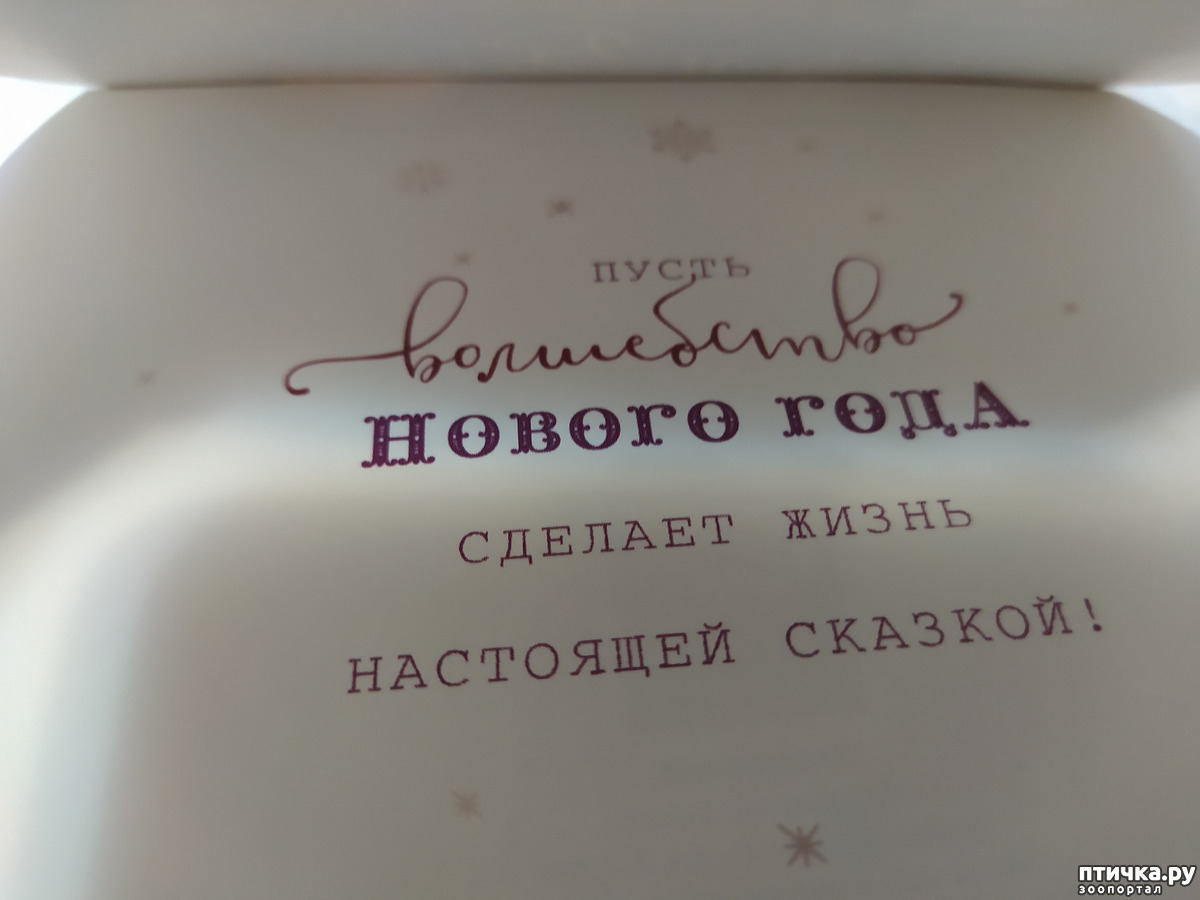 ПУСТЬ
волшебство
НОВОГО ГОДА
СДЕЛАЕТ ЖИЗНЬ
НАСТОЯЩЕЙ СКАЗКОЙ!
птичка.ру
зоопортал